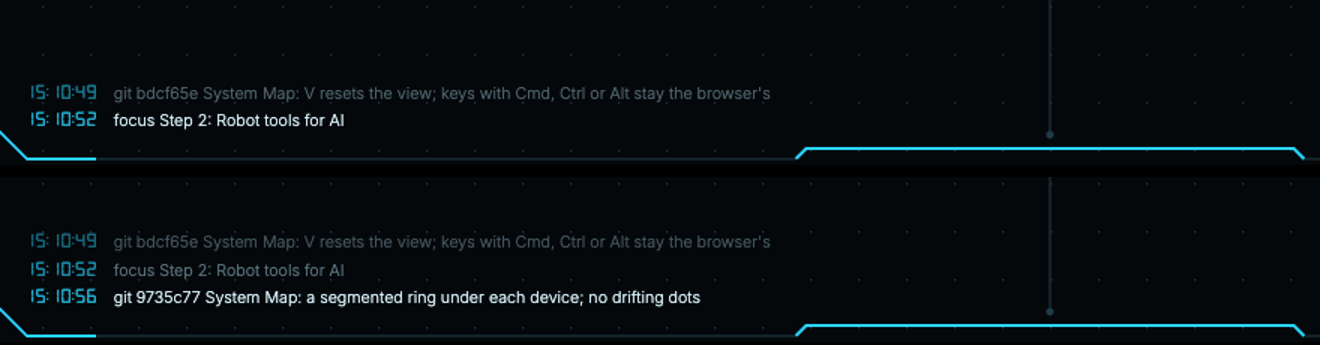 15:10:49 git bdcf65e System Map: V resets the view; keys with Cmd, Ctrl or Alt stay the browser's
15:10:52 focus Step 2: Robot tools for AI
15:10:49 git bdcf65e System Map: V resets the view; keys with Cmd, Ctrl or Alt stay the browser's
15:10:52 focus Step 2: Robot tools for AI
15:10:56 git 9735c77 System Map: a segmented ring under each device; no drifting dots